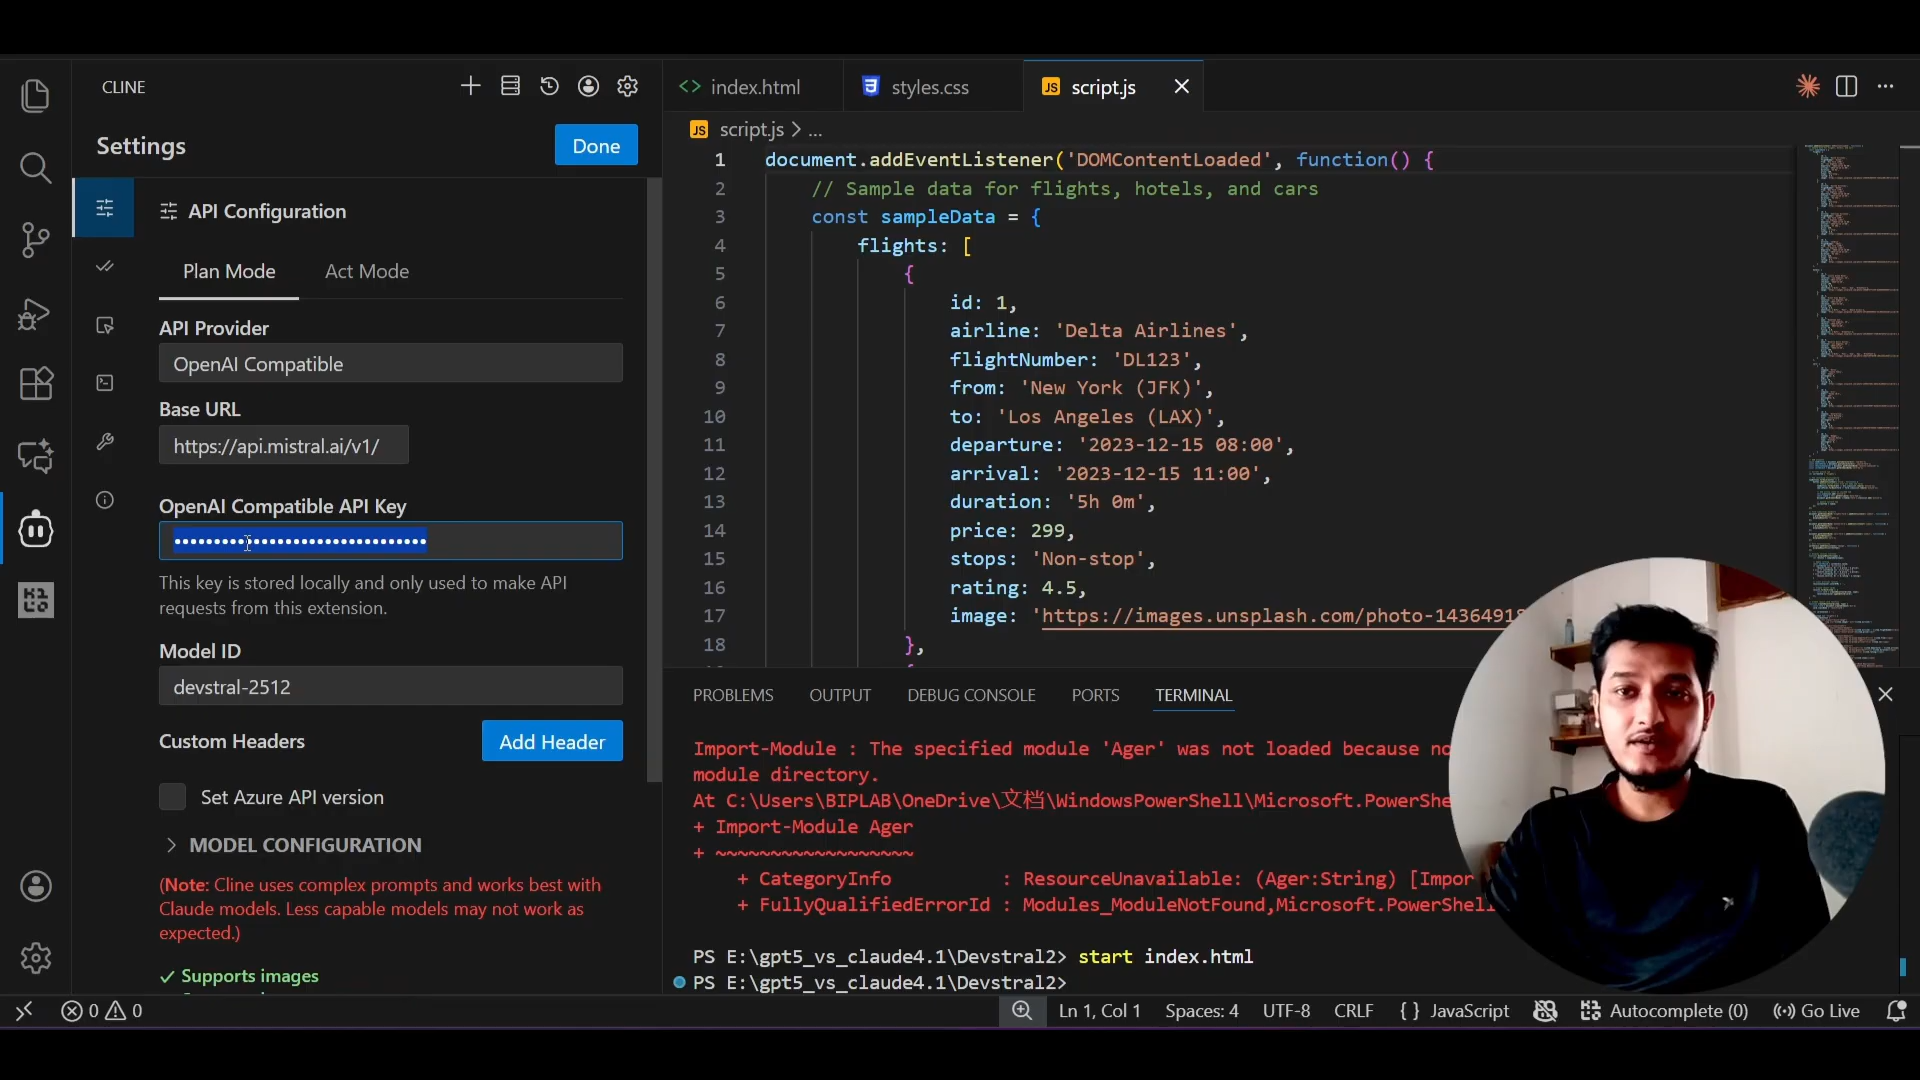 CLINE
Settings
Done
API Configuration
Plan Mode
Act Mode
API Provider
OpenAI Compatible
Base URL
https://api.mistral.ai/v1/
OpenAI Compatible API Key
This key is stored locally and only used to make API
requests from this extension.
Model ID
devstral-2512
Custom Headers
Add Header
Set Azure API version
MODEL CONFIGURATION
(Note: Cline uses complex prompts and works best with
Claude models. Less capable models may not work as
expected.)
✓ Supports images
<> index.html
styles.css
JS script.js
JS script.js > ...
1 document.addEventListener('DOMContentLoaded', function() {
2 // Sample data for flights, hotels, and cars
3 const sampleData = {
4 flights: [
5 {
6 id: 1,
7 airline: 'Delta Airlines',
8 flightNumber: 'DL123',
9 from: 'New York (JFK)',
10 to: 'Los Angeles (LAX)',
11 departure: '2023-12-15 08:00',
12 arrival: '2023-12-15 11:00',
13 duration: '5h 0m',
14 price: 299,
15 stops: 'Non-stop',
16 rating: 4.5,
17 image: 'https://images.unsplash.com/photo-1436491
18 },
PROBLEMS
OUTPUT
DEBUG CONSOLE
PORTS
TERMINAL
Import-Module : The specified module 'Ager' was not loaded because no
module directory.
At C:\Users\BIPLAB\OneDrive\文档\WindowsPowerShell\Microsoft.PowerShe
+ Import-Module Ager
+ ~~~~~~~~~~~~~~~~~~
+ CategoryInfo : ResourceUnavailable: (Ager:String) [Impor
+ FullyQualifiedErrorId : Modules_ModuleNotFound,Microsoft.PowerShell
PS E:\gpt5_vs_claude4.1\Devstral2> start index.html
PS E:\gpt5_vs_claude4.1\Devstral2>
0 0
Ln 1, Col 1
Spaces: 4
UTF-8
CRLF
{ } JavaScript
Autocomplete (0)
Go Live